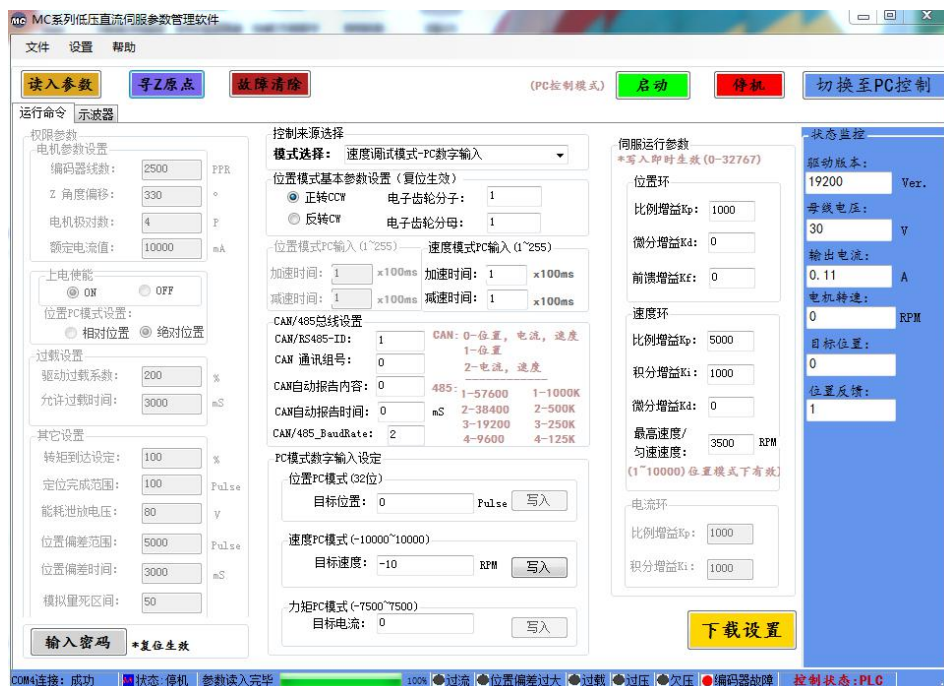 MC系列低压直流伺服参数管理软件
文件 设置 帮助
读入参数 寻Z原点 故障清除 (PC控制模式) 启动 停机 切换至PC控制
运行命令 示波器
权限参数
电机参数设置
编码器线数: 2500 PPR
Z 角度偏移: 330 °
电机极对数: 4 P
额定电流值: 10000 mA
上电使能
ON OFF
位置PC模式设置:
相对位置 绝对位置
过载设置
驱动过载系数: 200 %
允许过载时间: 3000 mS
其它设置
转矩到达设定: 100 %
定位完成范围: 100 Pulse
能耗泄放电压: 80 V
位置偏差范围: 5000 Pulse
位置偏差时间: 3000 mS
模拟量死区间: 50
输入密码 *复位生效
控制来源选择
模式选择: 速度调试模式-PC数字输入
位置模式基本参数设置（复位生效）
正转CCW 电子齿轮分子: 1
反转CW 电子齿轮分母: 1
位置模式PC输入(1~255)
加速时间: 1 x100ms
减速时间: 1 x100ms
速度模式PC输入(1~255)
加速时间: 1 x100ms
减速时间: 1 x100ms
CAN/485总线设置
CAN/RS485-ID: 1
CAN 通讯组号: 0
CAN自动报告内容: 0
CAN自动报告时间: 0 mS
CAN/485_BaudRate: 2
CAN: 0-位置, 电流, 速度
1-位置
2-电流, 速度
485: 1-57600 1-1000K
2-38400 2-500K
3-19200 3-250K
4-9600 4-125K
PC模式数字输入设定
位置PC模式(32位)
目标位置: 0 Pulse 写入
速度PC模式(-10000~10000)
目标速度: -10 RPM 写入
力矩PC模式(-7500~7500)
目标电流: 0 写入
伺服运行参数
*写入即时生效(0-32767)
位置环
比例增益Kp: 1000
微分增益Kd: 0
前馈增益Kf: 0
速度环
比例增益Kp: 5000
积分增益Ki: 1000
微分增益Kd: 0
最高速度/
匀速速度: 3500 RPM
(1~10000)位置模式下有效)
电流环
比例增益Kp: 1000
积分增益Ki: 1000
下载设置
状态监控
驱动版本:
19200 Ver.
母线电压:
30 V
输出电流:
0.11 A
电机转速:
0 RPM
目标位置:
0
位置反馈:
1
COM4连接: 成功 状态:停机 参数读入完毕 100% 过流 位置偏差过大 过载 过压 欠压 编码器故障 控制状态:PLC